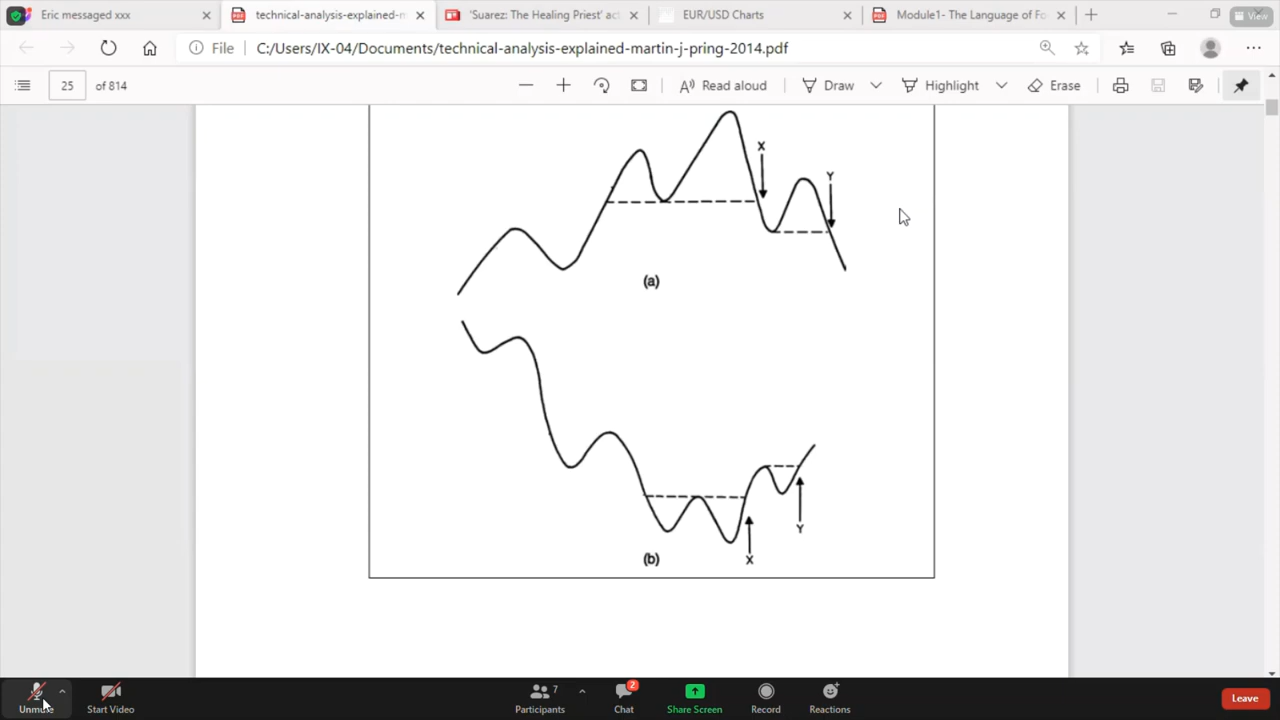 Eric messaged xxx
technical-analysis-explained-m
'Suarez: The Healing Priest' act
EUR/USD Charts
Module1- The Language of Fo
View
File
C:/Users/IX-04/Documents/technical-analysis-explained-martin-j-pring-2014.pdf
25 of 814
Read aloud
Draw
Highlight
Erase
X
Y
(a)
Y
(b)
X
Unmute
Start Video
7
Participants
2
Chat
Share Screen
Record
Reactions
Leave